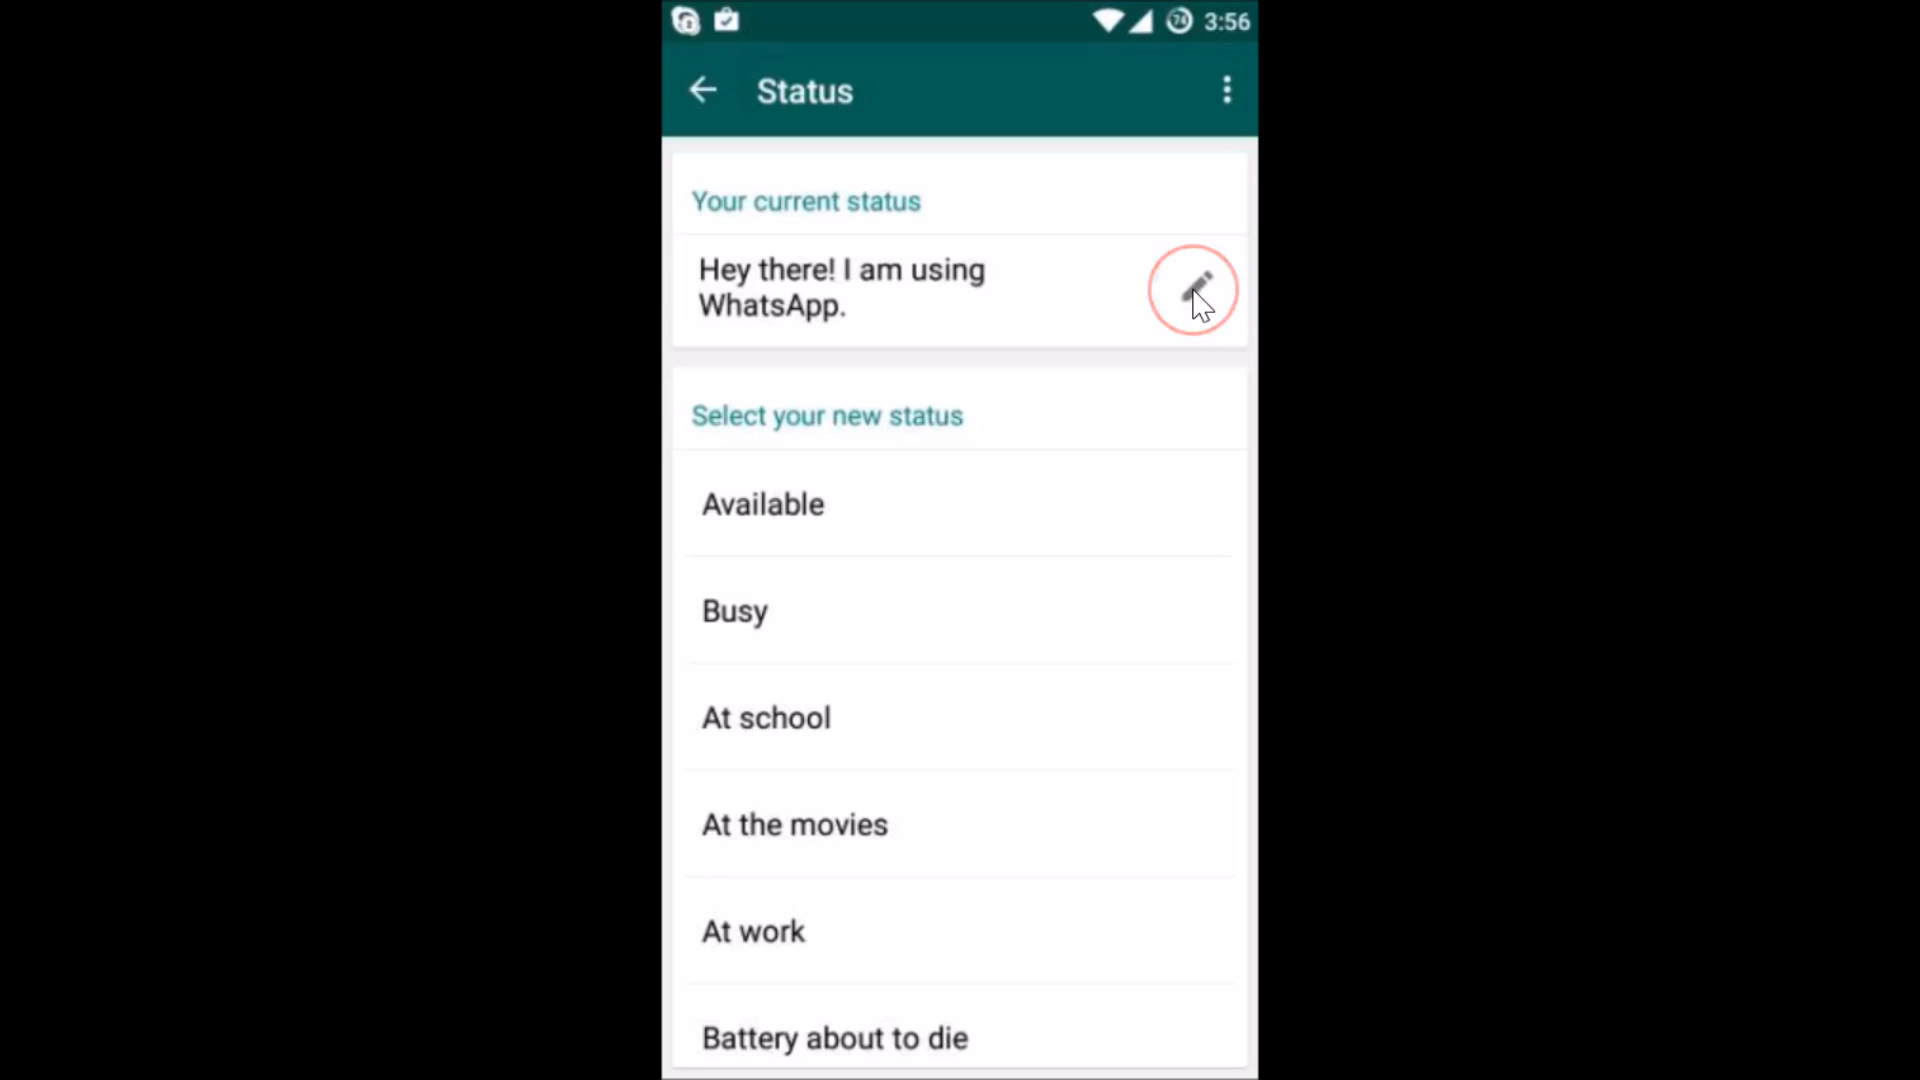 74 3:56
Status
Your current status
Hey there! I am using
WhatsApp.
Select your new status
Available
Busy
At school
At the movies
At work
Battery about to die